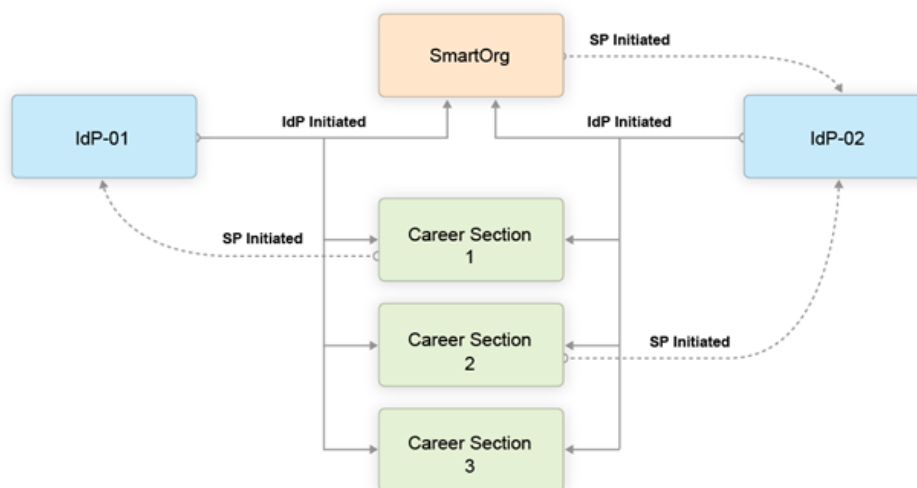 SmartOrg
SP Initiated
IdP-01
IdP Initiated
IdP Initiated
IdP-02
SP Initiated
Career Section
1
Career Section
2
SP Initiated
Career Section
3